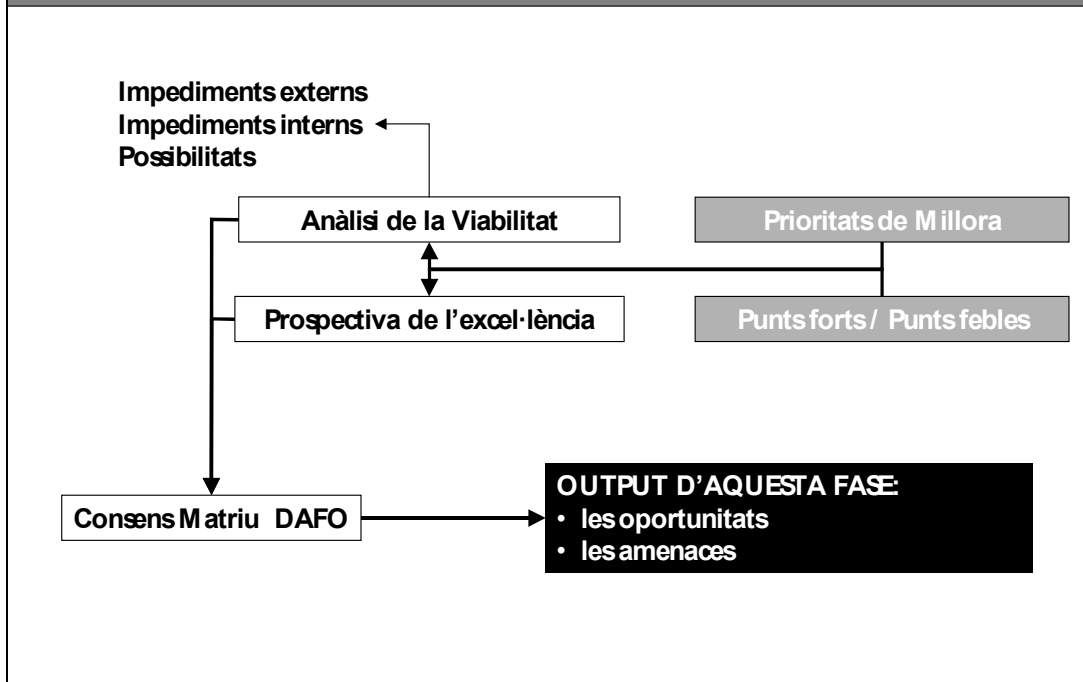 Impediments externs
Impediments interns
Possibilitats
Anàlisi de la Viabilitat
Prioritats de Millora
Prospectiva de l’excel·lència
Punts forts / Punts febles
Consens Matriu DAFO
OUTPUT D’AQUESTA FASE:
• les oportunitats
• les amenaces